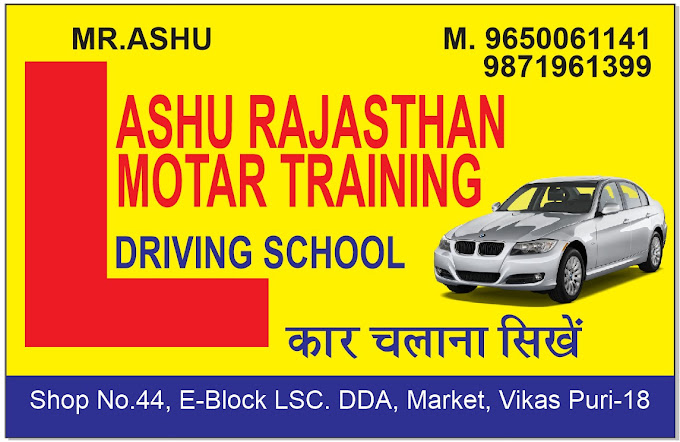 MR.ASHU
M. 9650061141
9871961399
L
ASHU RAJASTHAN
MOTAR TRAINING
DRIVING SCHOOL
कार चलाना सिखें
Shop No.44, E-Block LSC. DDA, Market, Vikas Puri-18